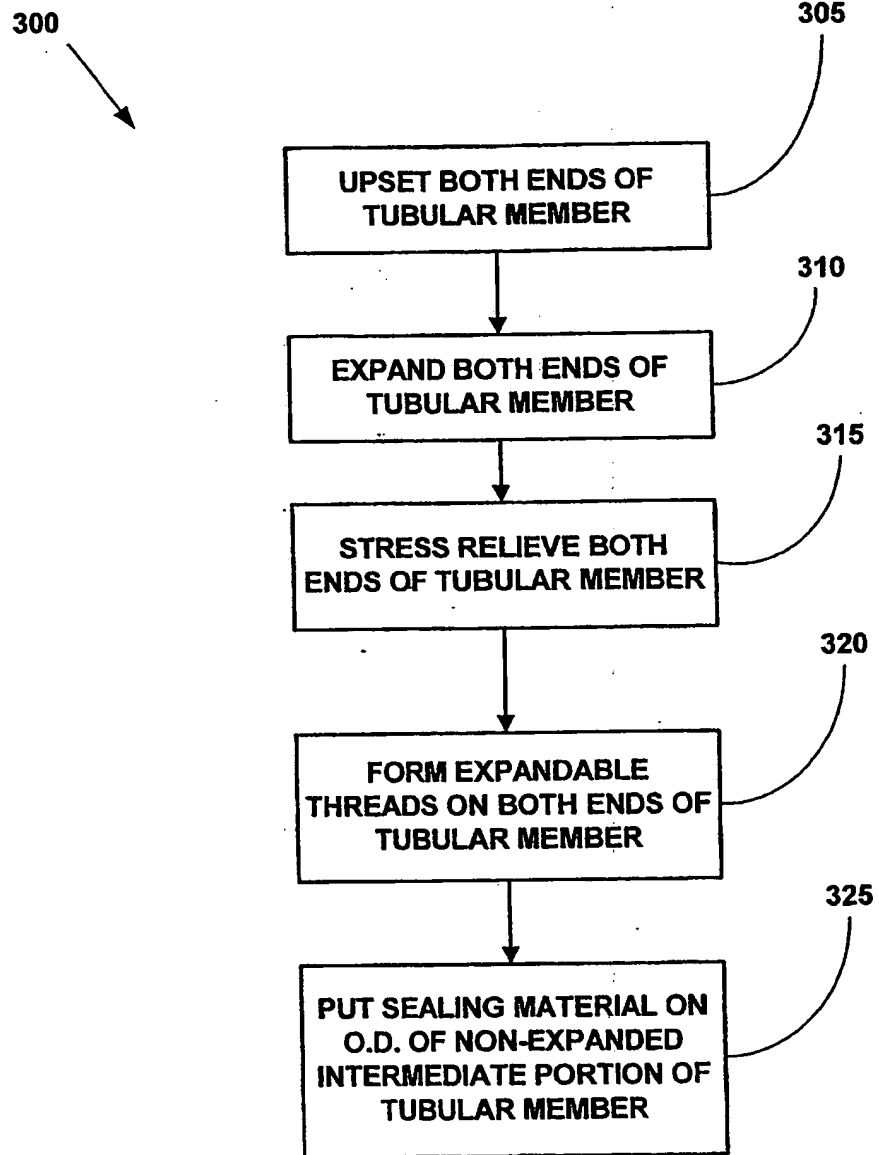 300
305
UPSET BOTH ENDS OF
TUBULAR MEMBER
310
EXPAND BOTH ENDS OF
TUBULAR MEMBER
315
STRESS RELIEVE BOTH
ENDS OF TUBULAR MEMBER
320
FORM EXPANDABLE
THREADS ON BOTH ENDS OF
TUBULAR MEMBER
325
PUT SEALING MATERIAL ON
O.D. OF NON-EXPANDED
INTERMEDIATE PORTION OF
TUBULAR MEMBER